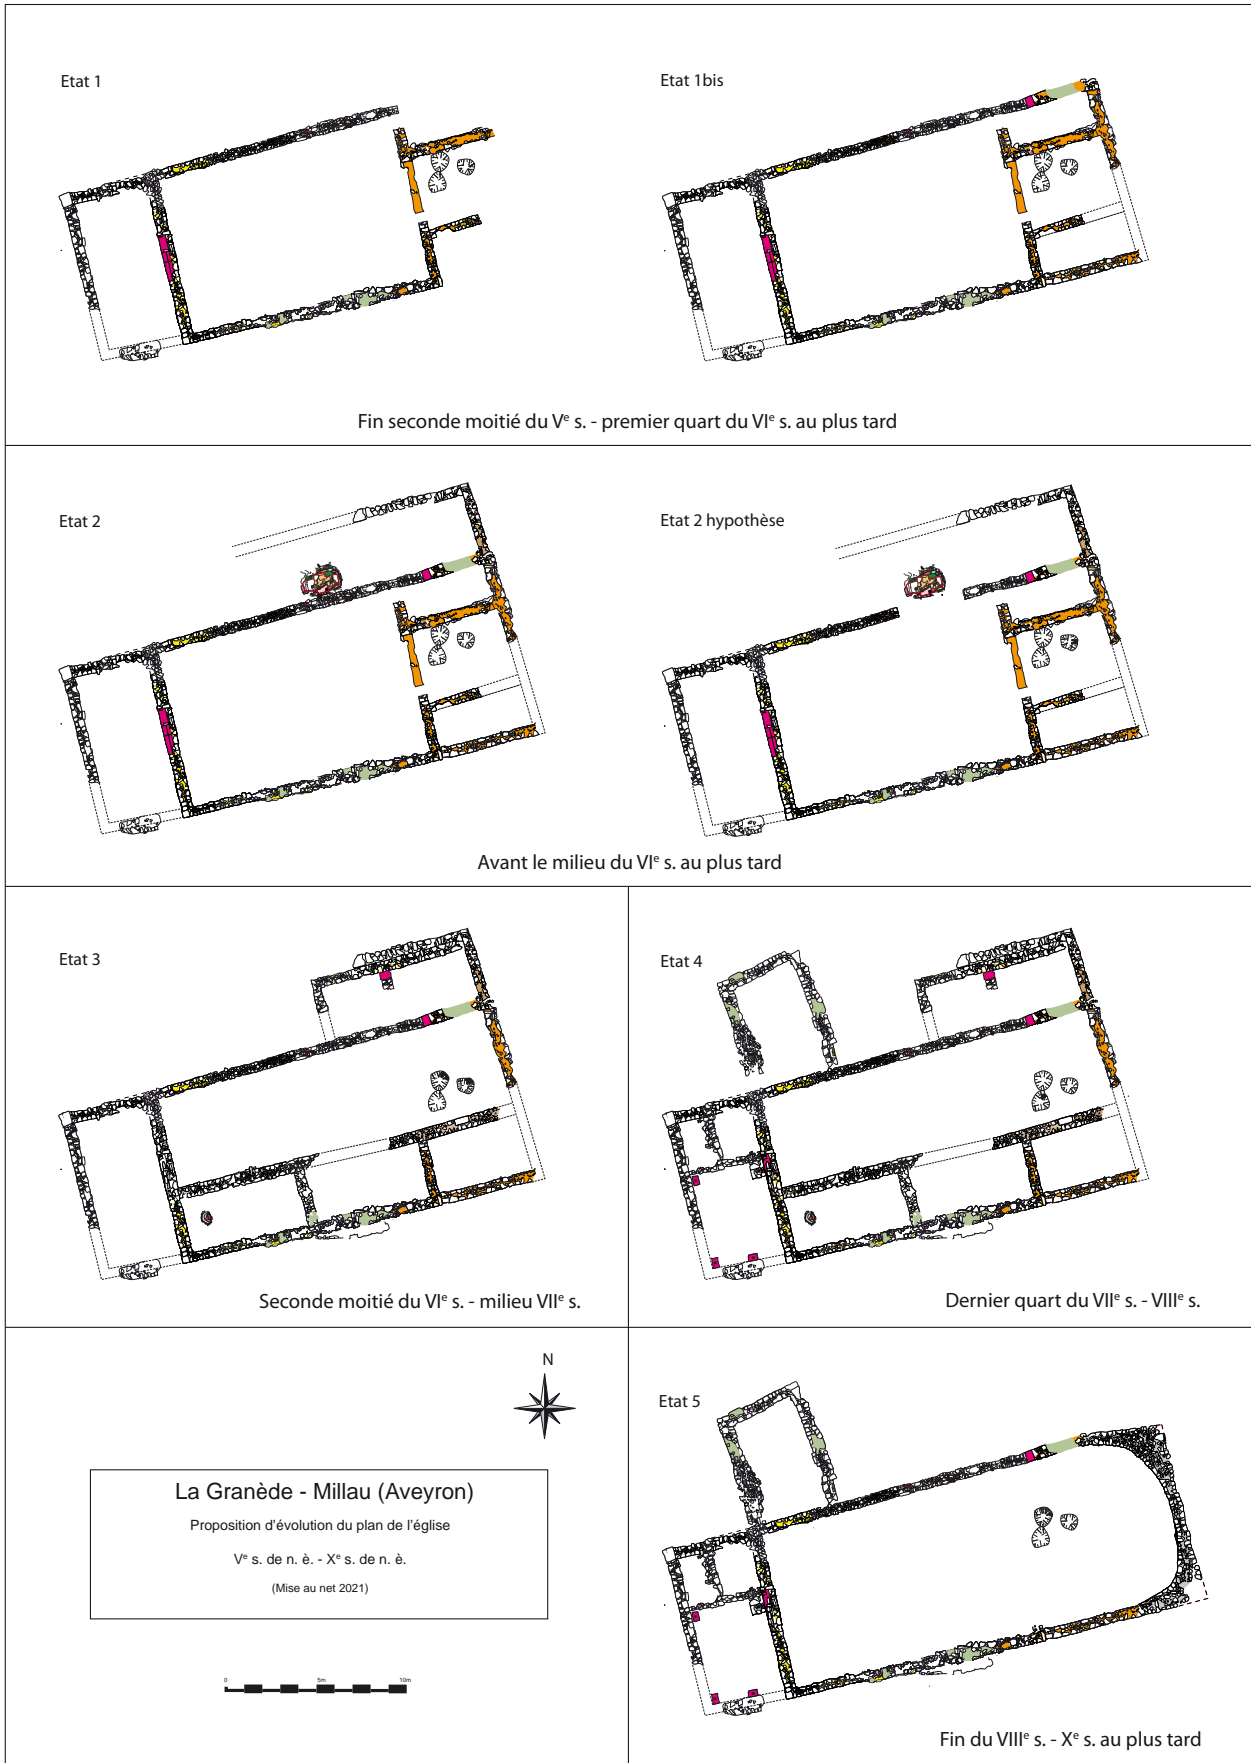 Etat 1
Etat 1bis
Fin seconde moitié du Vᵉ s. - premier quart du VIᵉ s. au plus tard
Etat 2
Etat 2 hypothèse
Avant le milieu du VIᵉ s. au plus tard
Etat 3
Etat 4
Seconde moitié du VIᵉ s. - milieu VIIᵉ s.
Dernier quart du VIIᵉ s. - VIIIᵉ s.
N
Etat 5
La Granède - Millau (Aveyron)
Proposition d'évolution du plan de l'église
Vᵉ s. de n. è. - Xᵉ s. de n. è.
(Mise au net 2021)
0 5m 10m
Fin du VIIIᵉ s. - Xᵉ s. au plus tard